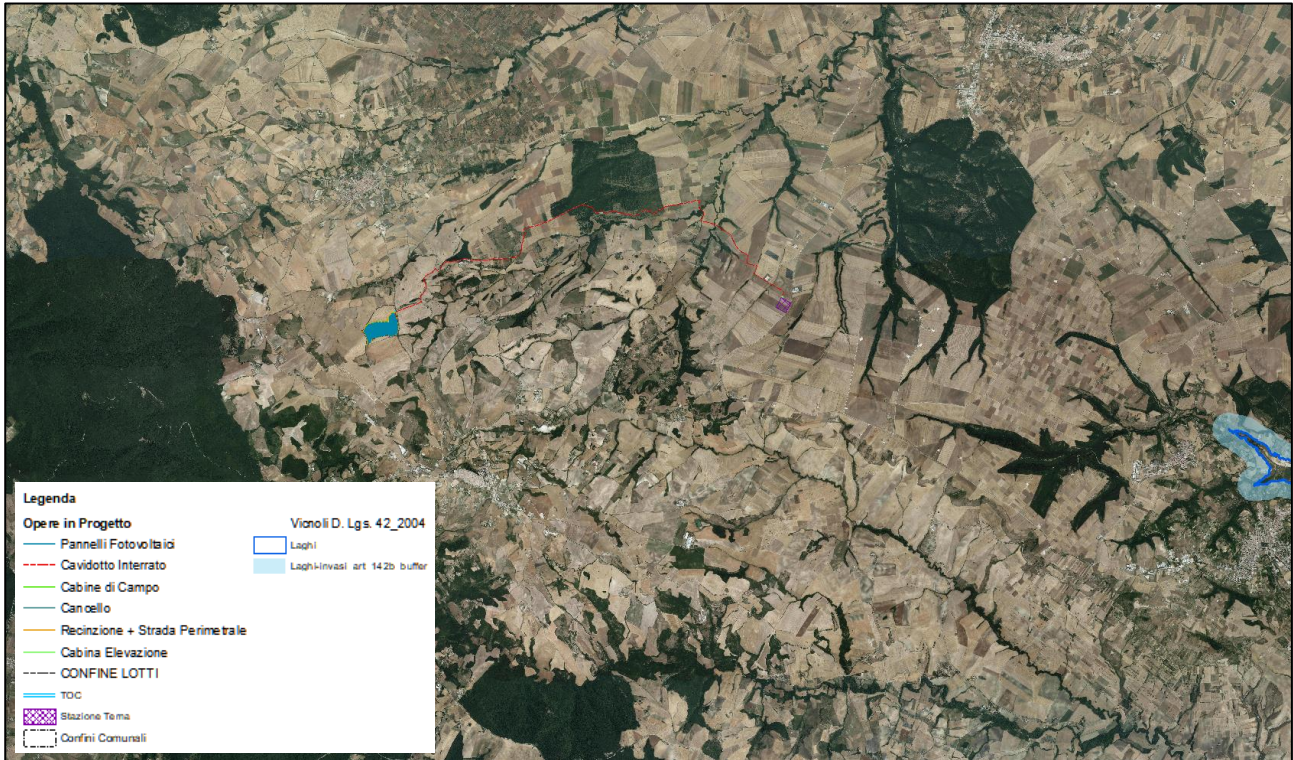 Legenda
Opere in Progetto
Pannelli Fotovoltaici
Cavidotto Interrato
Cabine di Campo
Cancello
Recinzione + Strada Perimetrale
Cabina Elevazione
CONFINE LOTTI
TOC
Stazione Terna
Confini Comunali
Vicnoli D. Lgs. 42_2004
Laghi
Laghi-invasi art 142b buffer